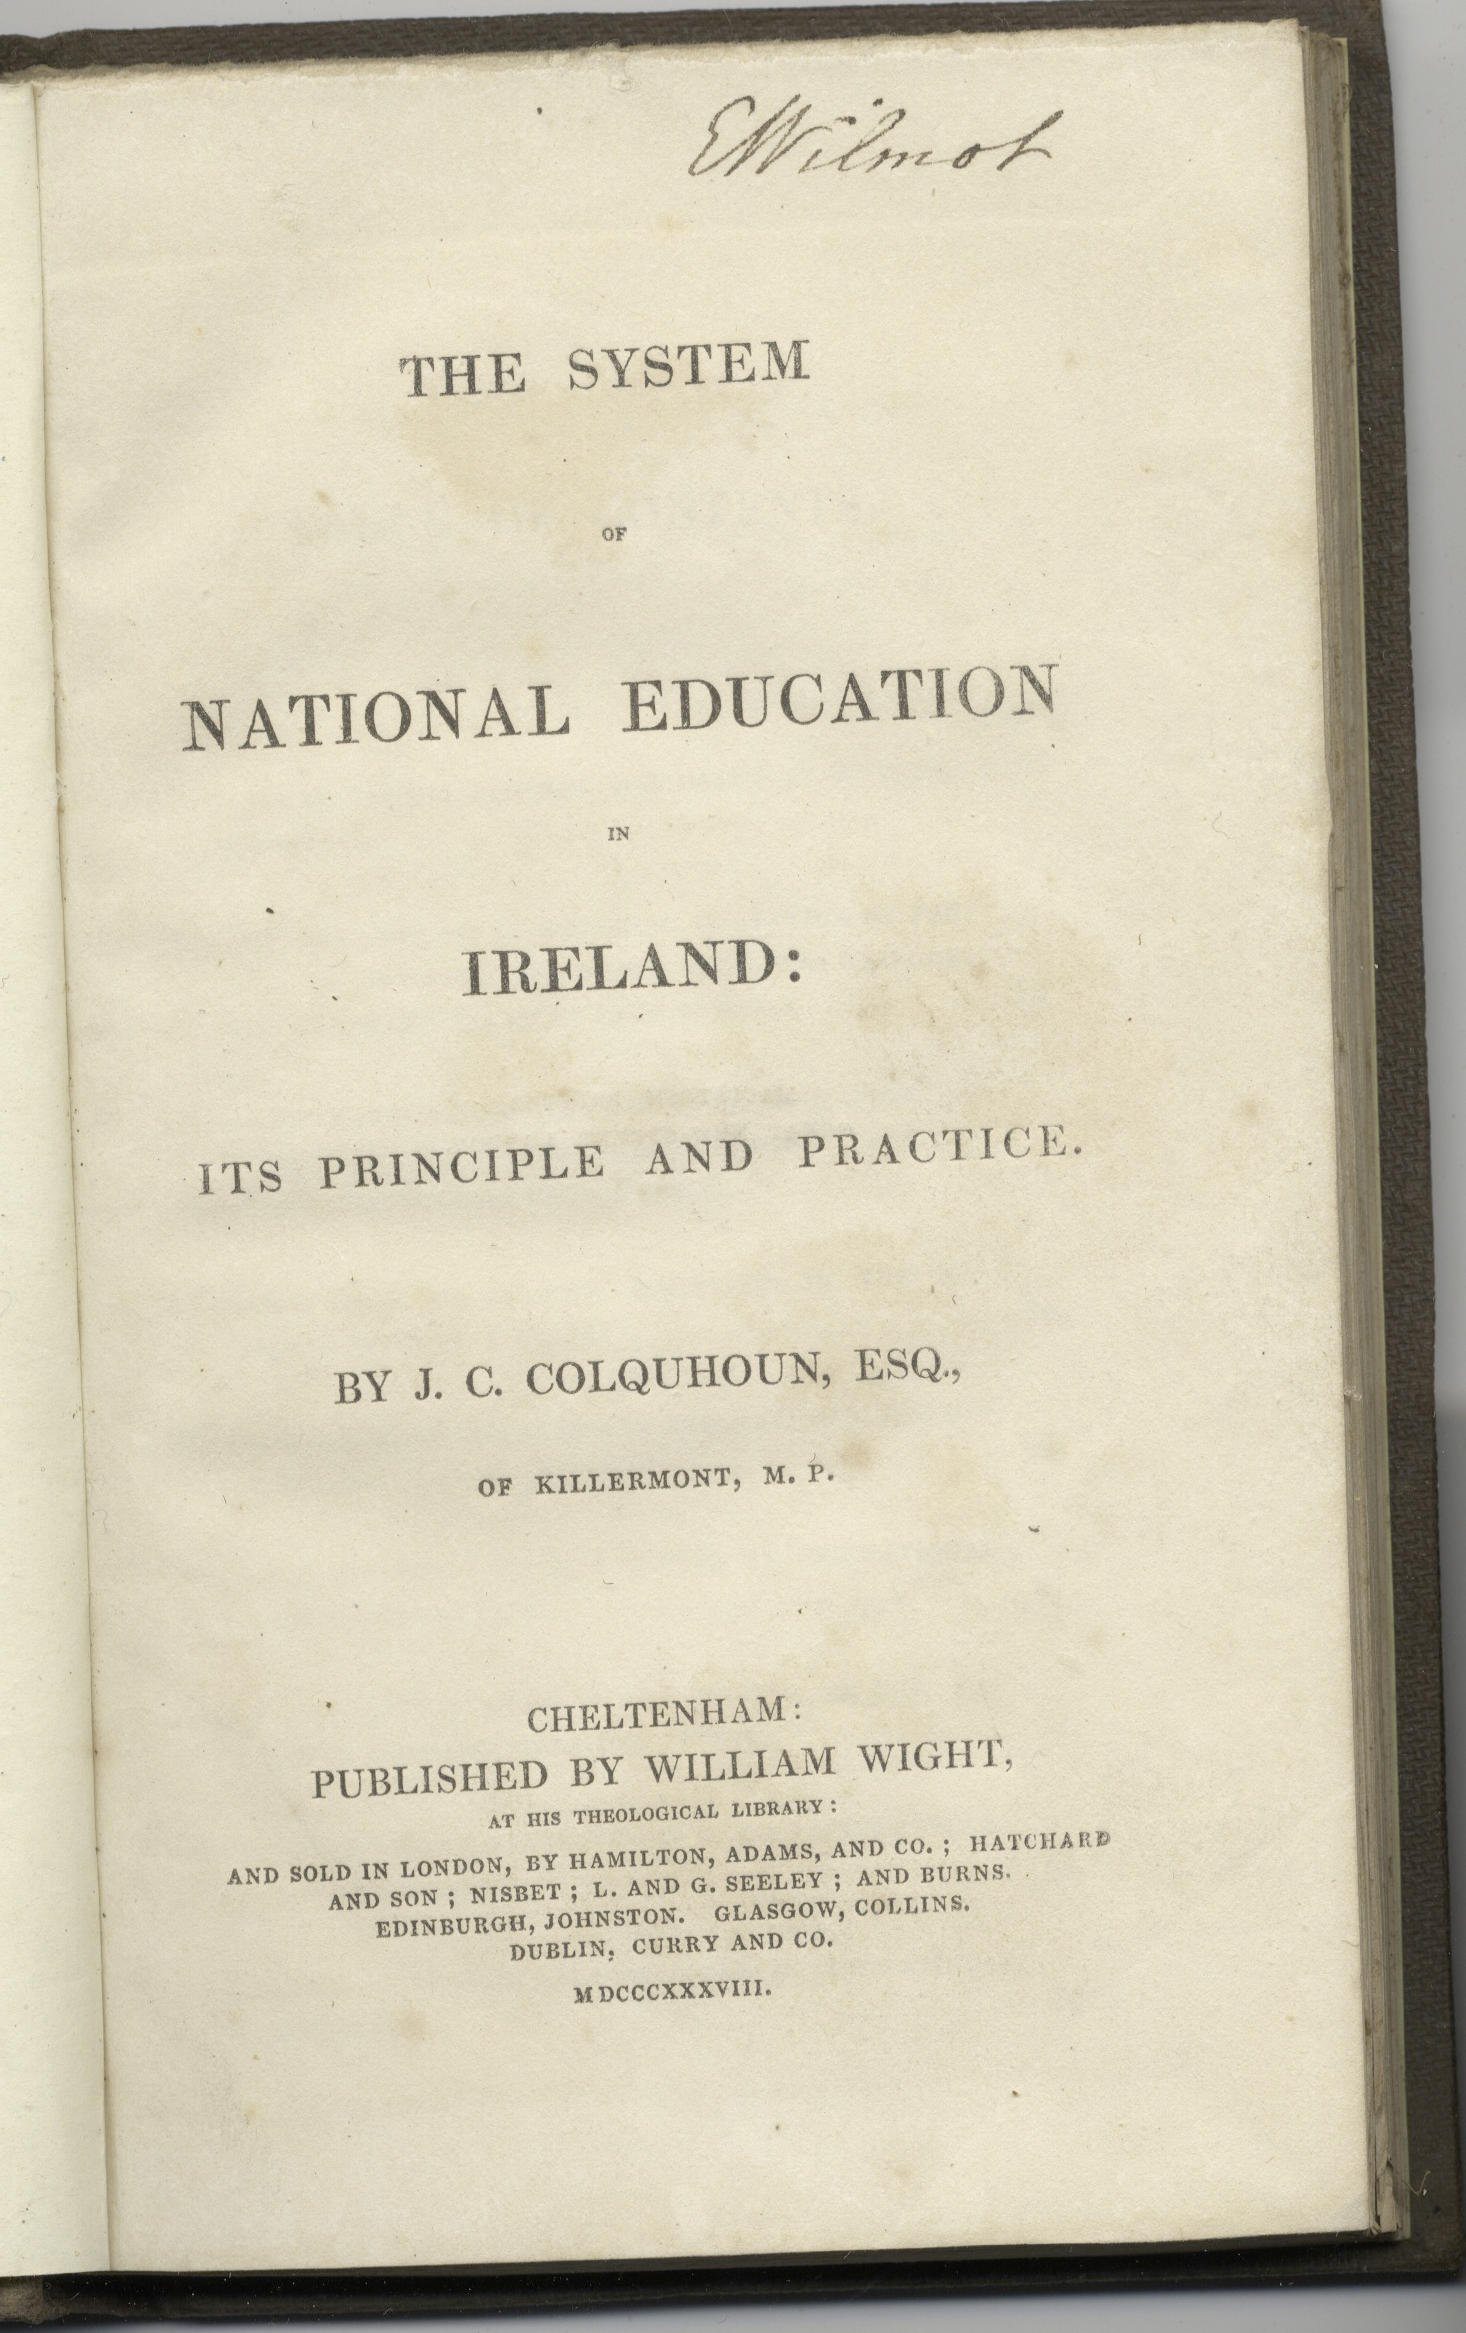 EWilmot
THE SYSTEM
OF
NATIONAL EDUCATION
IN
IRELAND:
ITS PRINCIPLE AND PRACTICE.
BY J. C. COLQUHOUN, ESQ.,
OF KILLERMONT, M. P.
CHELTENHAM:
PUBLISHED BY WILLIAM WIGHT,
AT HIS THEOLOGICAL LIBRARY:
AND SOLD IN LONDON, BY HAMILTON, ADAMS, AND CO.; HATCHARD
AND SON; NISBET; L. AND G. SEELEY; AND BURNS.
EDINBURGH, JOHNSTON. GLASGOW, COLLINS.
DUBLIN, CURRY AND CO.
MDCCCXXXVIII.